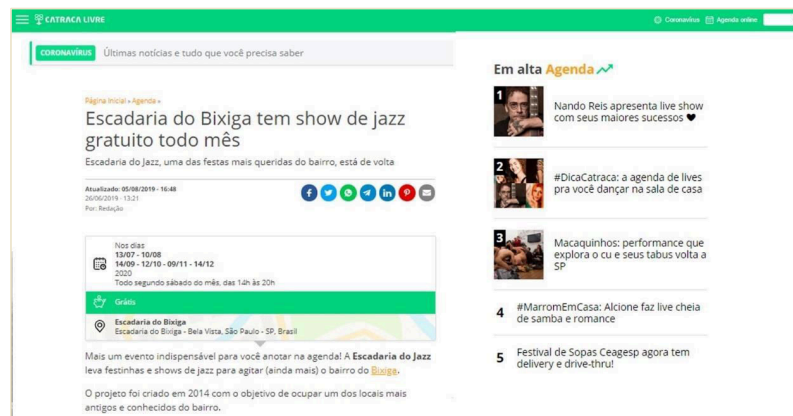 CATRACA LIVRE
Coronavírus
Agenda online
CORONAVÍRUS Últimas notícias e tudo que você precisa saber
Página Inicial » Agenda »
Escadaria do Bixiga tem show de jazz
gratuito todo mês
Escadaria do Jazz, uma das festas mais queridas do bairro, está de volta
Atualizado: 05/08/2019 - 16:48
26/06/2019 - 13:21
Por: Redação
Nos dias
13/07 - 10/08
14/09 - 12/10 - 09/11 - 14/12
2020
Todo segundo sábado do mês, das 14h às 20h
Grátis
Escadaria do Bixiga
Escadaria do Bixiga - Bela Vista, São Paulo - SP, Brasil
Mais um evento indispensável para você anotar na agenda! A Escadaria do Jazz
leva festinhas e shows de jazz para agitar (ainda mais) o bairro do Bixiga.
O projeto foi criado em 2014 com o objetivo de ocupar um dos locais mais
antigos e conhecidos do bairro.
Em alta Agenda
1
Nando Reis apresenta live show
com seus maiores sucessos ♥
2
#DicaCatraca: a agenda de lives
pra você dançar na sala de casa
3
Macaquinhos: performance que
explora o cu e seus tabus volta a
SP
4
#MarromEmCasa: Alcione faz live cheia
de samba e romance
5
Festival de Sopas Ceagesp agora tem
delivery e drive-thru!